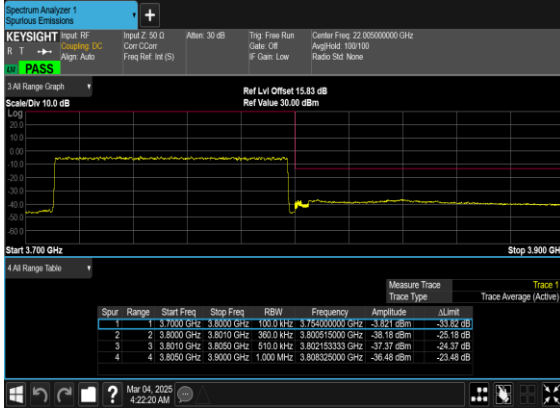 Spectrum Analyzer 1
Spurious Emissions
+
KEYSIGHT Input: RF Input Z: 50 Ω Atten: 30 dB Trig: Free Run Center Freq: 22.005000000 GHz
R T Coupling: DC Corr CCorr Gate: Off Avg|Hold: 100/100
Align: Auto Freq Ref: Int (S) IF Gain: Low Radio Std: None
PASS
3 All Range Graph
Ref Lvl Offset 15.83 dB
Scale/Div 10.0 dB Ref Value 30.00 dBm
Log
20.0
10.0
0.00
-10.0
-20.0
-30.0
-40.0
-50.0
-60.0
Start 3.700 GHz Stop 3.900 GH
4 All Range Table
Measure Trace Trace 1
Trace Type Trace Average (Active)
Spur Range Start Freq Stop Freq RBW Frequency Amplitude ΔLimit
1 1 3.7000 GHz 3.8000 GHz 100.0 kHz 3.754000000 GHz -3.821 dBm -33.82 dB
2 2 3.8000 GHz 3.8010 GHz 360.0 kHz 3.800515000 GHz -38.18 dBm -25.18 dB
3 3 3.8010 GHz 3.8050 GHz 510.0 kHz 3.802153333 GHz -37.37 dBm -24.37 dB
4 4 3.8050 GHz 3.9000 GHz 1.000 MHz 3.808325000 GHz -36.48 dBm -23.48 dB
?
Mar 04, 2025
4:22:20 AM